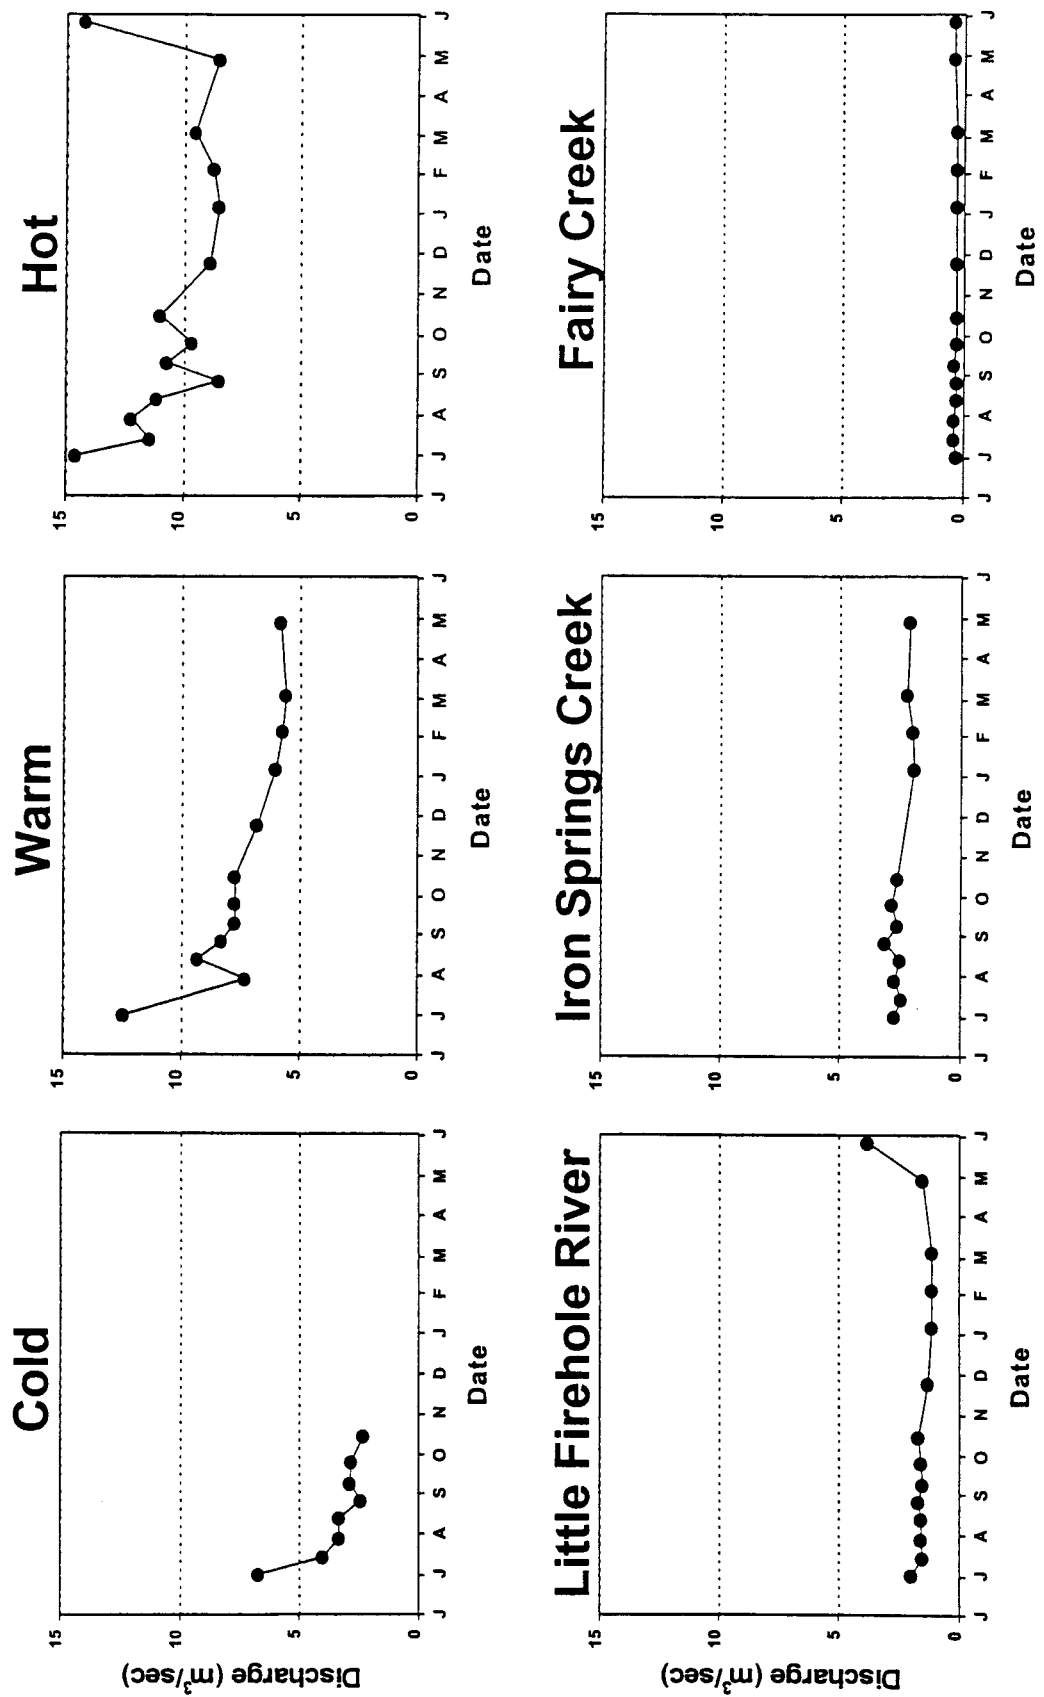 Cold
Discharge (m³/sec)
15
10
5
0
J J A S O N D J F M A M J
Date
Warm
15
10
5
0
J J A S O N D J F M A M J
Date
Hot
15
10
5
0
J J A S O N D J F M A M J
Date
Little Firehole River
Discharge (m³/sec)
15
10
5
0
J J A S O N D J F M A M J
Date
Iron Springs Creek
15
10
5
0
J J A S O N D J F M A M J
Date
Fairy Creek
15
10
5
0
J J A S O N D J F M A M J
Date